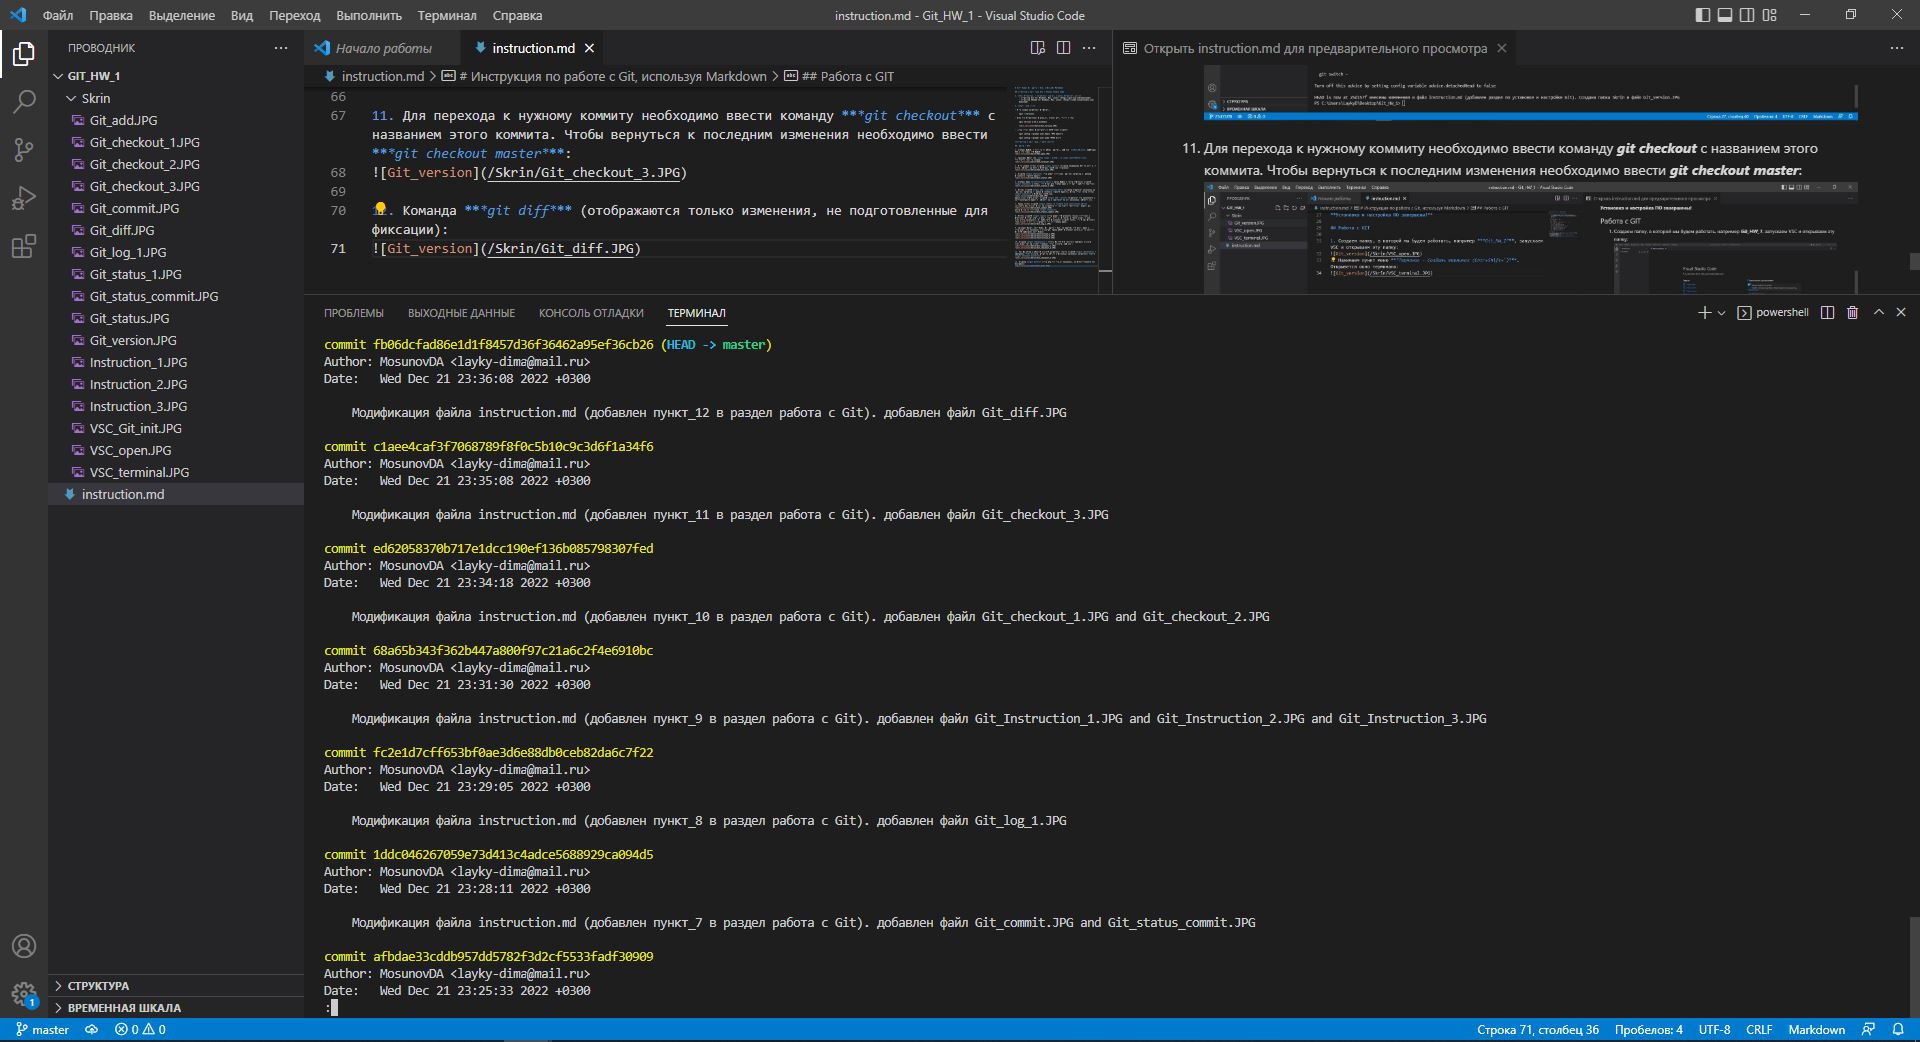 Файл Правка Выделение Вид Переход Выполнить Терминал Справка
instruction.md - Git_HW_1 - Visual Studio Code
ПРОВОДНИК
GIT_HW_1
Skrin
Git_add.JPG
Git_checkout_1.JPG
Git_checkout_2.JPG
Git_checkout_3.JPG
Git_commit.JPG
Git_diff.JPG
Git_log_1.JPG
Git_status_1.JPG
Git_status_commit.JPG
Git_status.JPG
Git_version.JPG
Instruction_1.JPG
Instruction_2.JPG
Instruction_3.JPG
VSC_Git_init.JPG
VSC_open.JPG
VSC_terminal.JPG
instruction.md
СТРУКТУРА
ВРЕМЕННАЯ ШКАЛА
Начало работы
instruction.md
instruction.md > # Инструкция по работе с Git, используя Markdown > ## Работа с GIT
66
67 11. Для перехода к нужному коммиту необходимо ввести команду ***git checkout*** с
названием этого коммита. Чтобы вернуться к последним изменения необходимо ввести
***git checkout master***:
68 ![Git_version](/Skrin/Git_checkout_3.JPG)
69
70 12. Команда ***git diff*** (отображаются только изменения, не подготовленные для
фиксации):
71 ![Git_version](/Skrin/Git_diff.JPG)
Открыть instruction.md для предварительного просмотра
11. Для перехода к нужному коммиту необходимо ввести команду git checkout с названием этого
коммита. Чтобы вернуться к последним изменения необходимо ввести git checkout master:
Работа с GIT
ПРОБЛЕМЫ ВЫХОДНЫЕ ДАННЫЕ КОНСОЛЬ ОТЛАДКИ ТЕРМИНАЛ
powershell
commit fb06dcfad86e1d1f8457d36f36462a95ef36cb26 (HEAD -> master)
Author: MosunovDA <layky-dima@mail.ru>
Date: Wed Dec 21 23:36:08 2022 +0300
Модификация файла instruction.md (добавлен пункт_12 в раздел работа с Git). добавлен файл Git_diff.JPG
commit c1aee4caf3f7068789f8f0c5b10c9c3d6f1a34f6
Author: MosunovDA <layky-dima@mail.ru>
Date: Wed Dec 21 23:35:08 2022 +0300
Модификация файла instruction.md (добавлен пункт_11 в раздел работа с Git). добавлен файл Git_checkout_3.JPG
commit ed62058370b717e1dcc190ef136b085798307fed
Author: MosunovDA <layky-dima@mail.ru>
Date: Wed Dec 21 23:34:18 2022 +0300
Модификация файла instruction.md (добавлен пункт_10 в раздел работа с Git). добавлен файл Git_checkout_1.JPG and Git_checkout_2.JPG
commit 68a65b343f362b447a800f97c21a6c2f4e6910bc
Author: MosunovDA <layky-dima@mail.ru>
Date: Wed Dec 21 23:31:30 2022 +0300
Модификация файла instruction.md (добавлен пункт_9 в раздел работа с Git). добавлен файл Git_Instruction_1.JPG and Git_Instruction_2.JPG and Git_Instruction_3.JPG
commit fc2e1d7cff653bf0ae3d6e88db0ceb82da6c7f22
Author: MosunovDA <layky-dima@mail.ru>
Date: Wed Dec 21 23:29:05 2022 +0300
Модификация файла instruction.md (добавлен пункт_8 в раздел работа с Git). добавлен файл Git_log_1.JPG
commit 1ddc046267059e73d413c4adce5688929ca094d5
Author: MosunovDA <layky-dima@mail.ru>
Date: Wed Dec 21 23:28:11 2022 +0300
Модификация файла instruction.md (добавлен пункт_7 в раздел работа с Git). добавлен файл Git_commit.JPG and Git_status_commit.JPG
commit afbdae33cddb957dd5782f3d2cf5533fadf30909
Author: MosunovDA <layky-dima@mail.ru>
Date: Wed Dec 21 23:25:33 2022 +0300
:
1
master 0 0
Строка 71, столбец 36 Пробелов: 4 UTF-8 CRLF Markdown